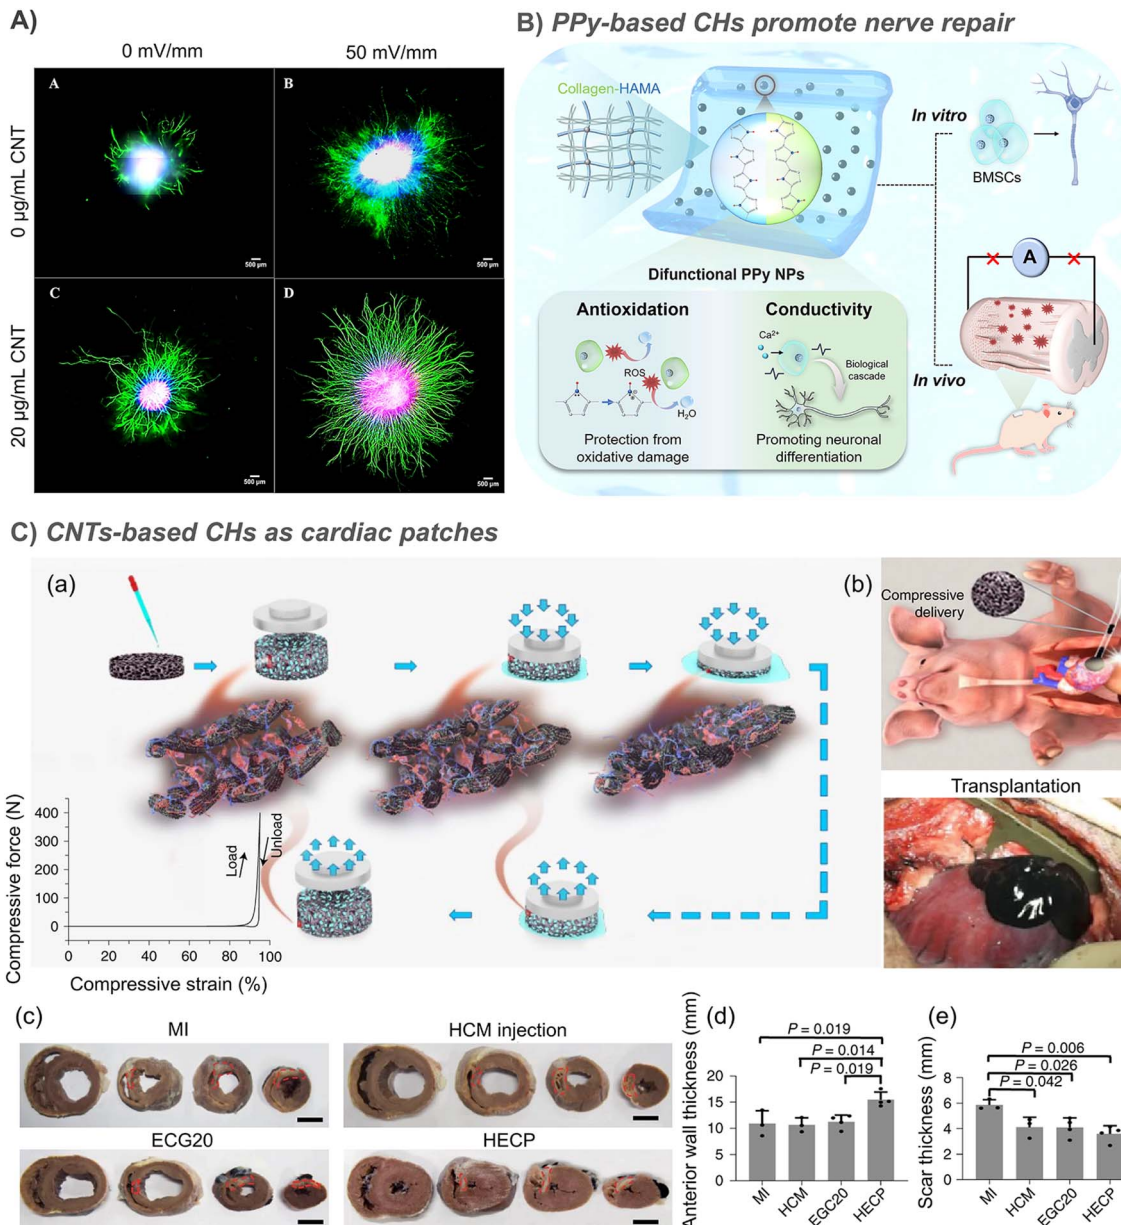 A)
0 mV/mm
50 mV/mm
0 µg/mL CNT
20 µg/mL CNT
A
500 µm
B
500 µm
C
500 µm
D
500 µm
B) PPy-based CHs promote nerve repair
Collagen-HAMA
In vitro
BMSCs
Difunctional PPy NPs
Antioxidation
ROS
H2O
Protection from
oxidative damage
Conductivity
Ca2+
Biological
cascade
Promoting neuronal
differentiation
A
In vivo
C) CNTs-based CHs as cardiac patches
(a)
Compressive force (N)
400
300
200
100
0
Load
Unload
0 20 40 60 80 100
Compressive strain (%)
(b)
Compressive
delivery
Transplantation
(c)
MI
HCM injection
ECG20
HECP
(d)
Anterior wall thickness (mm)
P = 0.019
P = 0.014
P = 0.019
20
15
10
5
0
MI
HCM
EGC20
HECP
(e)
Scar thickness (mm)
P = 0.006
P = 0.026
P = 0.042
8
6
4
2
0
MI
HCM
EGC20
HECP